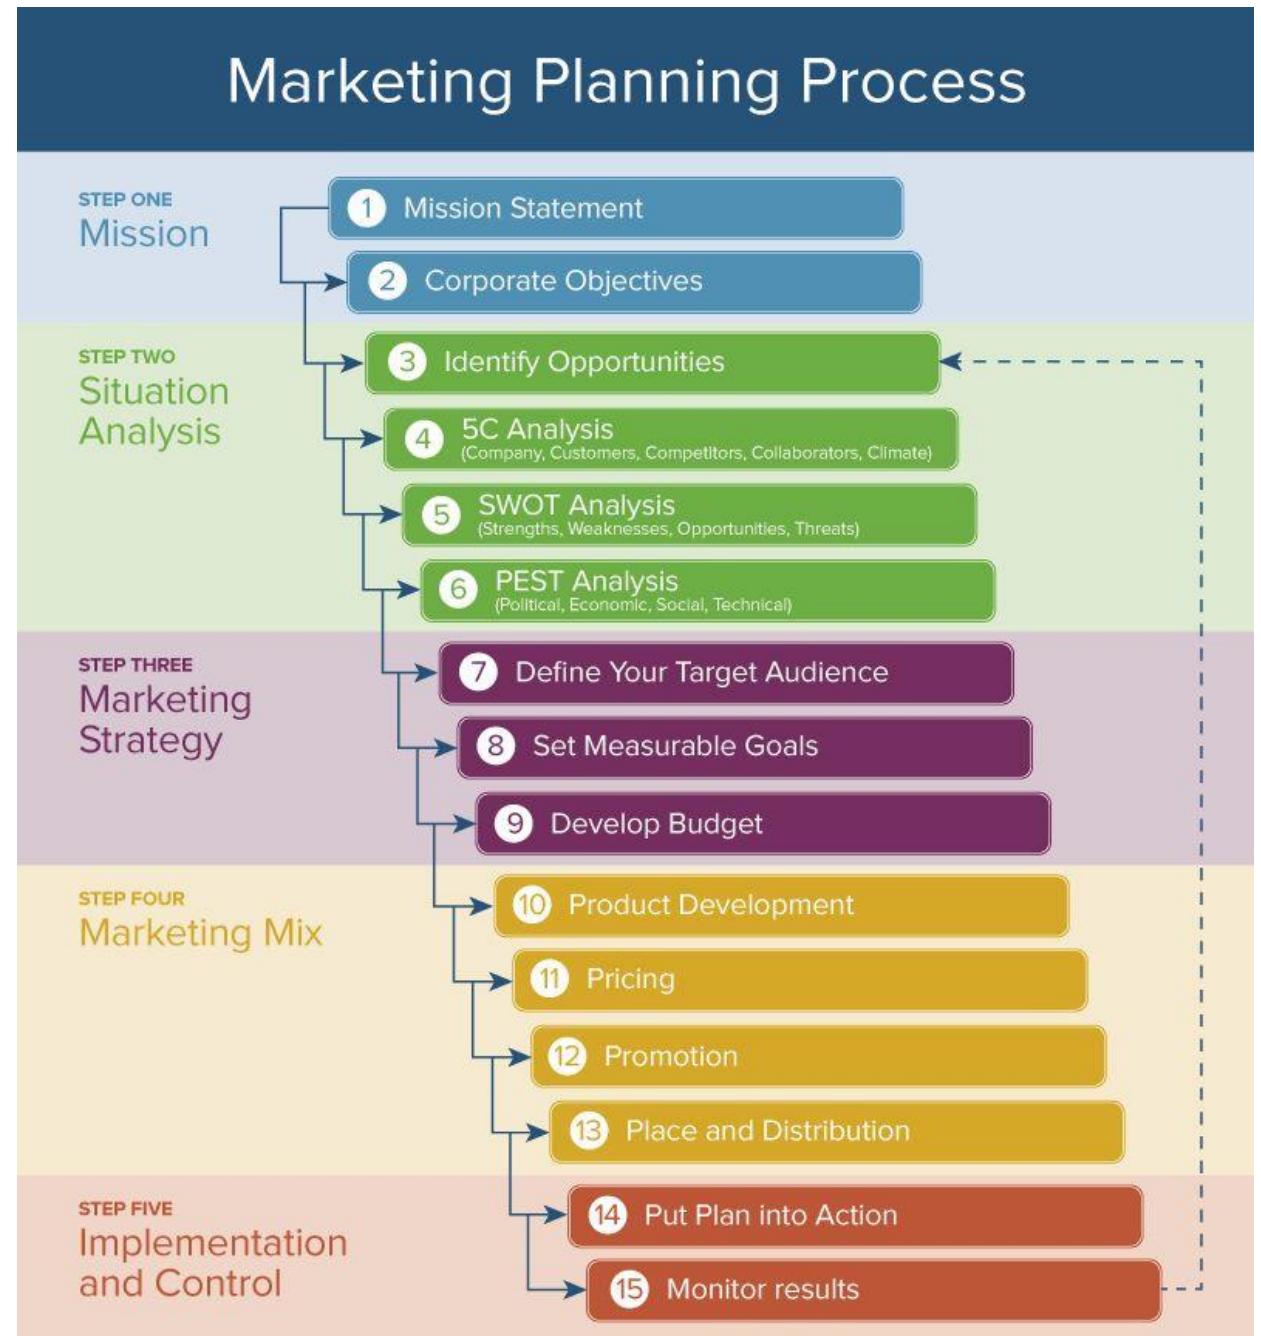 Marketing Planning Process
STEP ONE
Mission
1 Mission Statement
2 Corporate Objectives
STEP TWO
Situation
Analysis
3 Identify Opportunities
4 5C Analysis
(Company, Customers, Competitors, Collaborators, Climate)
5 SWOT Analysis
(Strengths, Weaknesses, Opportunities, Threats)
6 PEST Analysis
(Political, Economic, Social, Technical)
STEP THREE
Marketing
Strategy
7 Define Your Target Audience
8 Set Measurable Goals
9 Develop Budget
STEP FOUR
Marketing Mix
10 Product Development
11 Pricing
12 Promotion
13 Place and Distribution
STEP FIVE
Implementation
and Control
14 Put Plan into Action
15 Monitor results